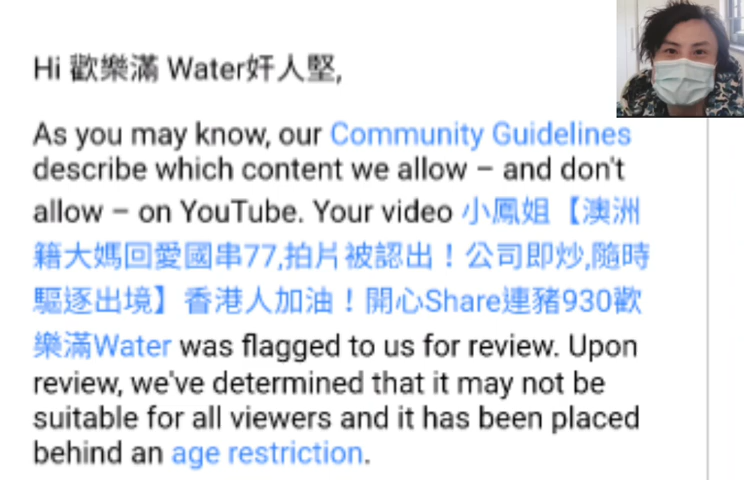 Hi 歡樂滿 Water奸人堅,
As you may know, our Community Guidelines
describe which content we allow – and don't
allow – on YouTube. Your video 小鳳姐【澳洲
籍大媽回愛國串77,拍片被認出！公司即炒,隨時
驅逐出境】香港人加油！開心Share連豬930歡
樂滿Water was flagged to us for review. Upon
review, we've determined that it may not be
suitable for all viewers and it has been placed
behind an age restriction.